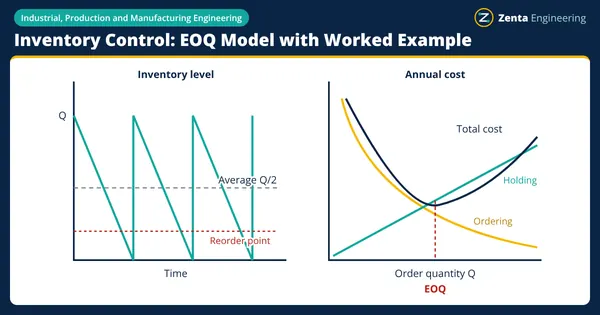 Industrial, Production and Manufacturing Engineering
Zenta Engineering
Inventory Control: EOQ Model with Worked Example
Inventory level
Q
Average Q/2
Reorder point
Time
Annual cost
Total cost
Holding
Ordering
Order quantity Q
EOQ